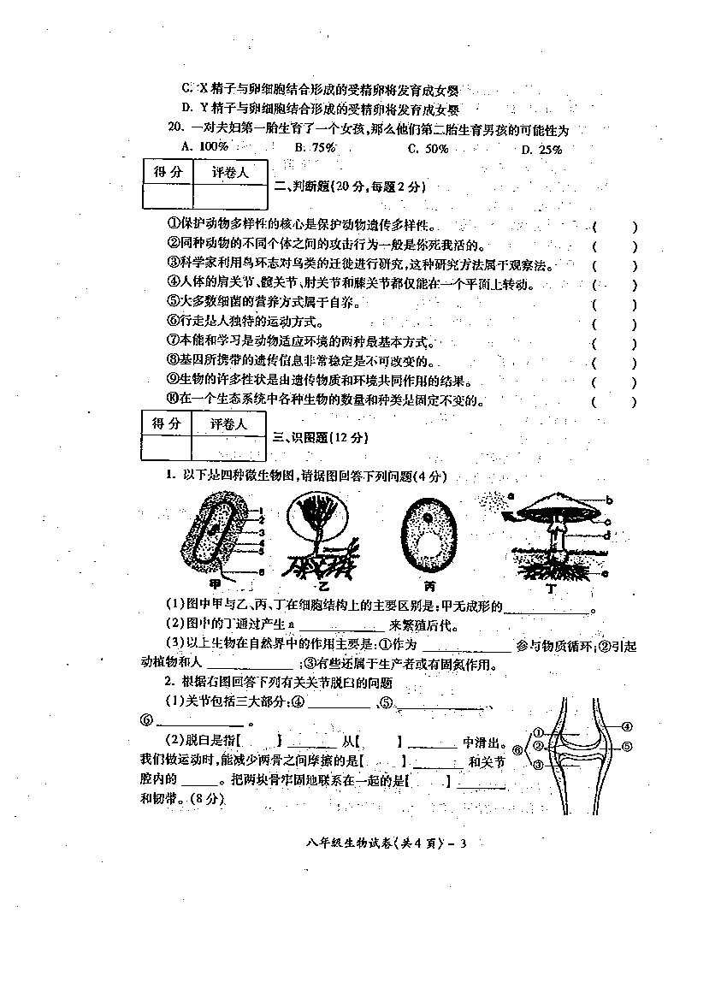 C. X 精子与卵细胞结合形成的受精卵将发育成女婴
D. Y 精子与卵细胞结合形成的受精卵将发育成女婴
20. 一对夫妇第一胎生育了一个女孩,那么他们第二胎生育男孩的可能性为
A. 100% B. 75% C. 50% D. 25%
得分 评卷人
二、判断题(20 分,每题 2 分)
①保护动物多样性的核心是保护动物遗传多样性。 ( )
②同种动物的不同个体之间的攻击行为一般是你死我活的。 ( )
③科学家利用鸟环志对鸟类的迁徙进行研究,这种研究方法属于观察法。 ( )
④人体的肩关节、髋关节、肘关节和膝关节都仅能在一个平面上转动。 ( )
⑤大多数细菌的营养方式属于自养。 ( )
⑥行走是人独特的运动方式。 ( )
⑦本能和学习是动物适应环境的两种最基本方式。 ( )
⑧基因所携带的遗传信息非常稳定是不可改变的。 ( )
⑨生物的许多性状是由遗传物质和环境共同作用的结果。 ( )
⑩在一个生态系统中各种生物的数量和种类是固定不变的。 ( )
得分 评卷人
三、识图题(12 分)
1. 以下是四种微生物图,请据图回答下列问题(4 分)
1
2
3
4
5
6
a
b
c
d
e
甲 乙 丙 丁
(1)图中甲与乙、丙、丁在细胞结构上的主要区别是:甲无成形的________。
(2)图中的丁通过产生 a ________ 来繁殖后代。
(3)以上生物在自然界中的作用主要是:①作为 ________ 参与物质循环;②引起
动植物和人 ________ ;③有些还属于生产者或有固氮作用。
2. 根据右图回答下列有关关节脱臼的问题
(1)关节包括三大部分:④ ________ 、⑤ ________ 、
⑥ ________ 。
(2)脱臼是指[ ] ________ 从[ ] ________ 中滑出。
我们做运动时,能减少两骨之间摩擦的是[ ] ________ 和关节
腔内的 ________ 。把两块骨牢固地联系在一起的是[ ] ________
和韧带。(8 分)
①
②
③
④
⑤
⑥
八年级生物试卷(共 4 页) - 3